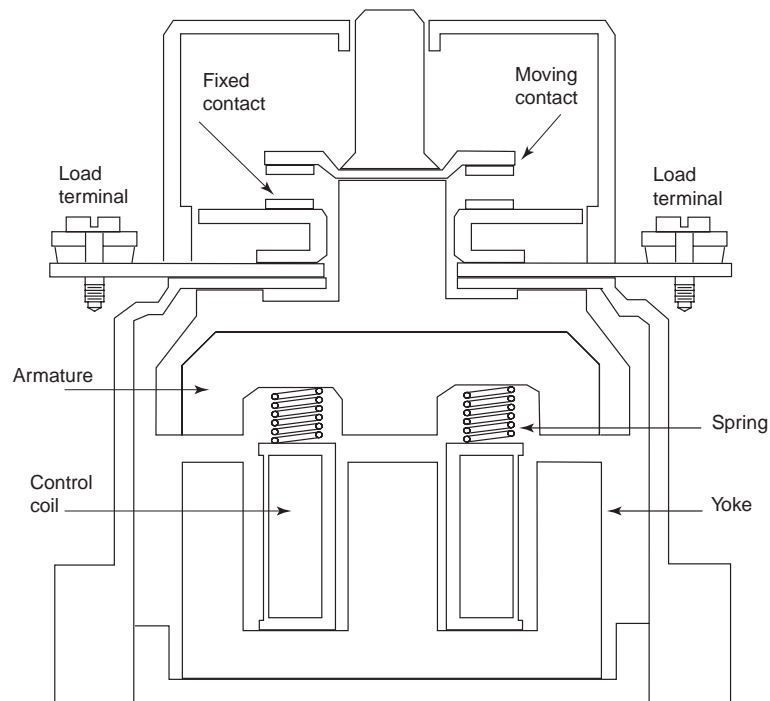 Fixed
contact
Moving
contact
Load
terminal
Load
terminal
Armature
Spring
Control
coil
Yoke